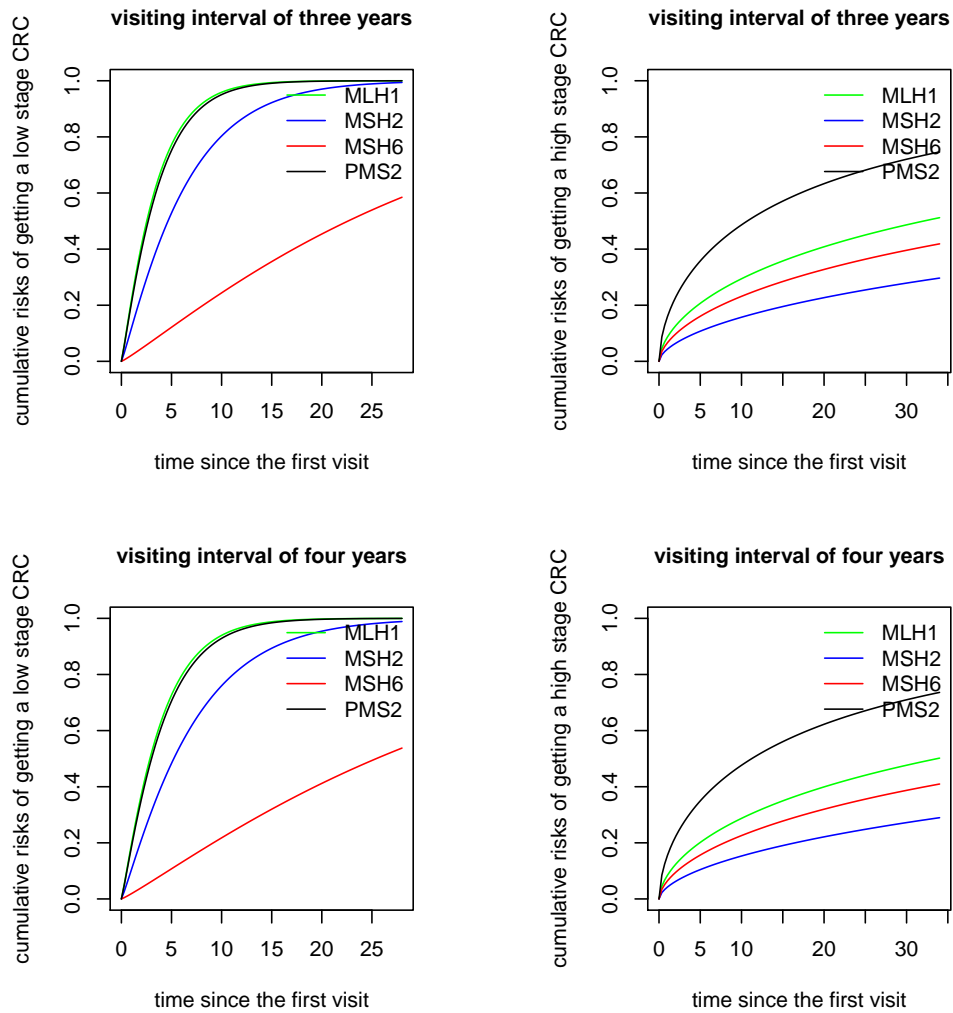 visiting interval of three years
cumulative risks of getting a low stage CRC
1.0
0.8
0.6
0.4
0.2
0.0
MLH1
MSH2
MSH6
PMS2
0 5 10 15 20 25
time since the first visit
visiting interval of three years
cumulative risks of getting a high stage CRC
1.0
0.8
0.6
0.4
0.2
0.0
MLH1
MSH2
MSH6
PMS2
0 5 10 20 30
time since the first visit
visiting interval of four years
cumulative risks of getting a low stage CRC
1.0
0.8
0.6
0.4
0.2
0.0
MLH1
MSH2
MSH6
PMS2
0 5 10 15 20 25
time since the first visit
visiting interval of four years
cumulative risks of getting a high stage CRC
1.0
0.8
0.6
0.4
0.2
0.0
MLH1
MSH2
MSH6
PMS2
0 5 10 20 30
time since the first visit